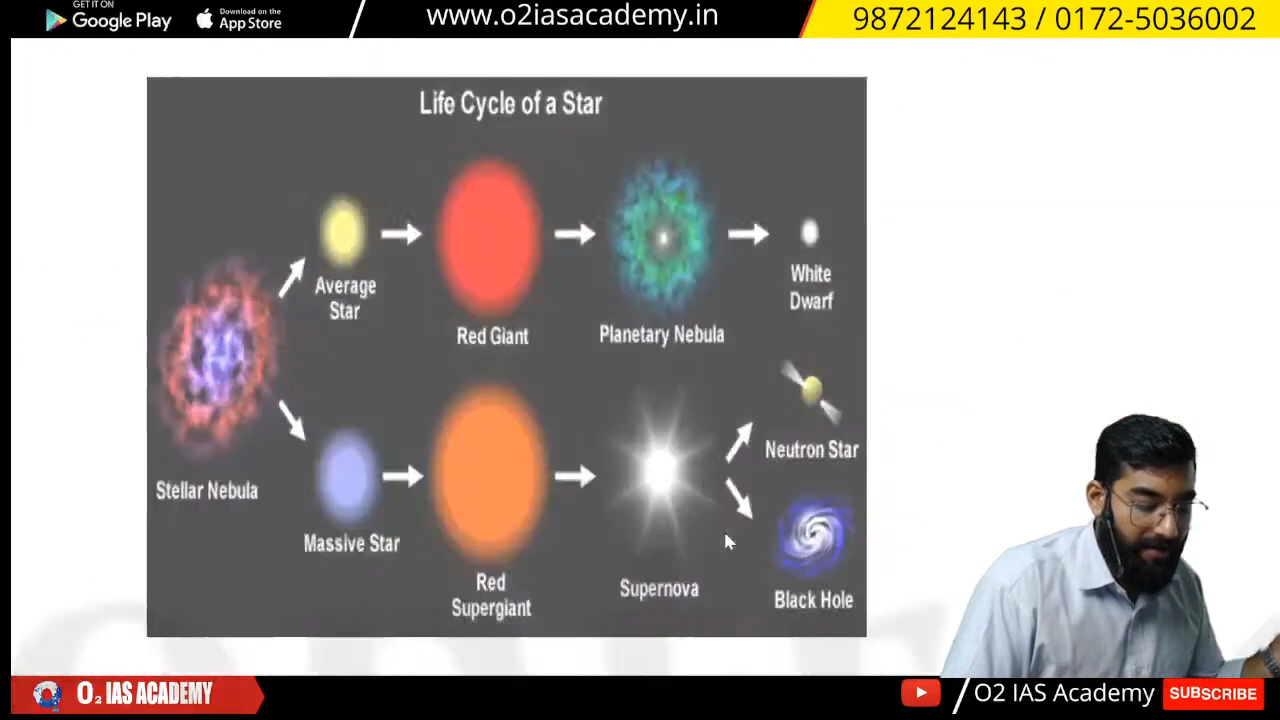 GET IT ON
Google Play
Download on the
App Store
www.o2iasacademy.in
9872124143 / 0172-5036002
Life Cycle of a Star
Average
Star
Red Giant
Planetary Nebula
White
Dwarf
Stellar Nebula
Massive Star
Red
Supergiant
Supernova
Neutron Star
Black Hole
O₂ IAS ACADEMY
O2 IAS Academy
SUBSCRIBE